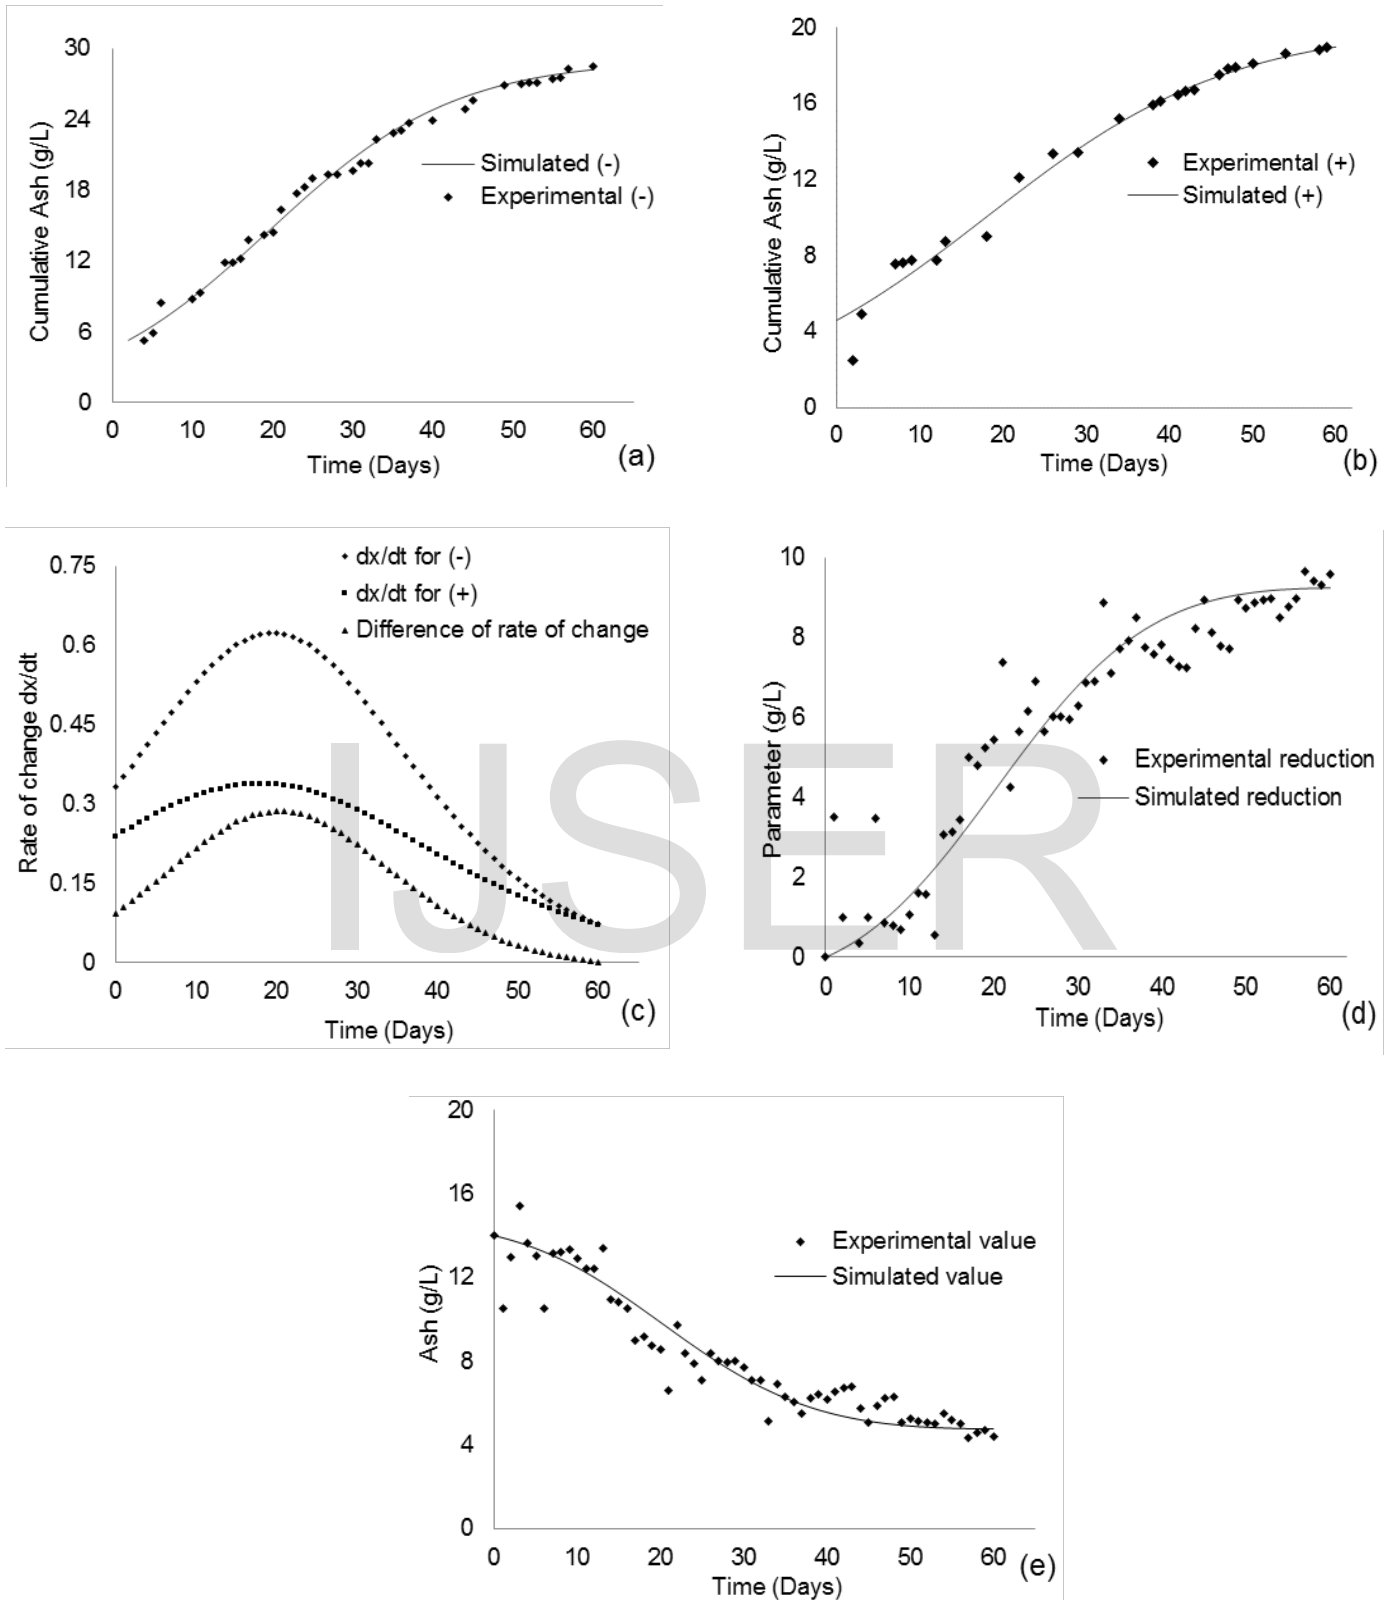 30
24
18
12
6
0
Cumulative Ash (g/L)
Simulated (-)
Experimental (-)
0 10 20 30 40 50 60
Time (Days)
(a)
20
16
12
8
4
0
Cumulative Ash (g/L)
Experimental (+)
Simulated (+)
0 10 20 30 40 50 60
Time (Days)
(b)
0.75
0.6
0.45
0.3
0.15
0
Rate of change dx/dt
dx/dt for (-)
dx/dt for (+)
Difference of rate of change
0 10 20 30 40 50 60
Time (Days)
(c)
10
8
6
4
2
0
Parameter (g/L)
Experimental reduction
Simulated reduction
0 10 20 30 40 50 60
Time (Days)
(d)
IJSER
20
16
12
8
4
0
Ash (g/L)
Experimental value
Simulated value
0 10 20 30 40 50 60
Time (Days)
(e)